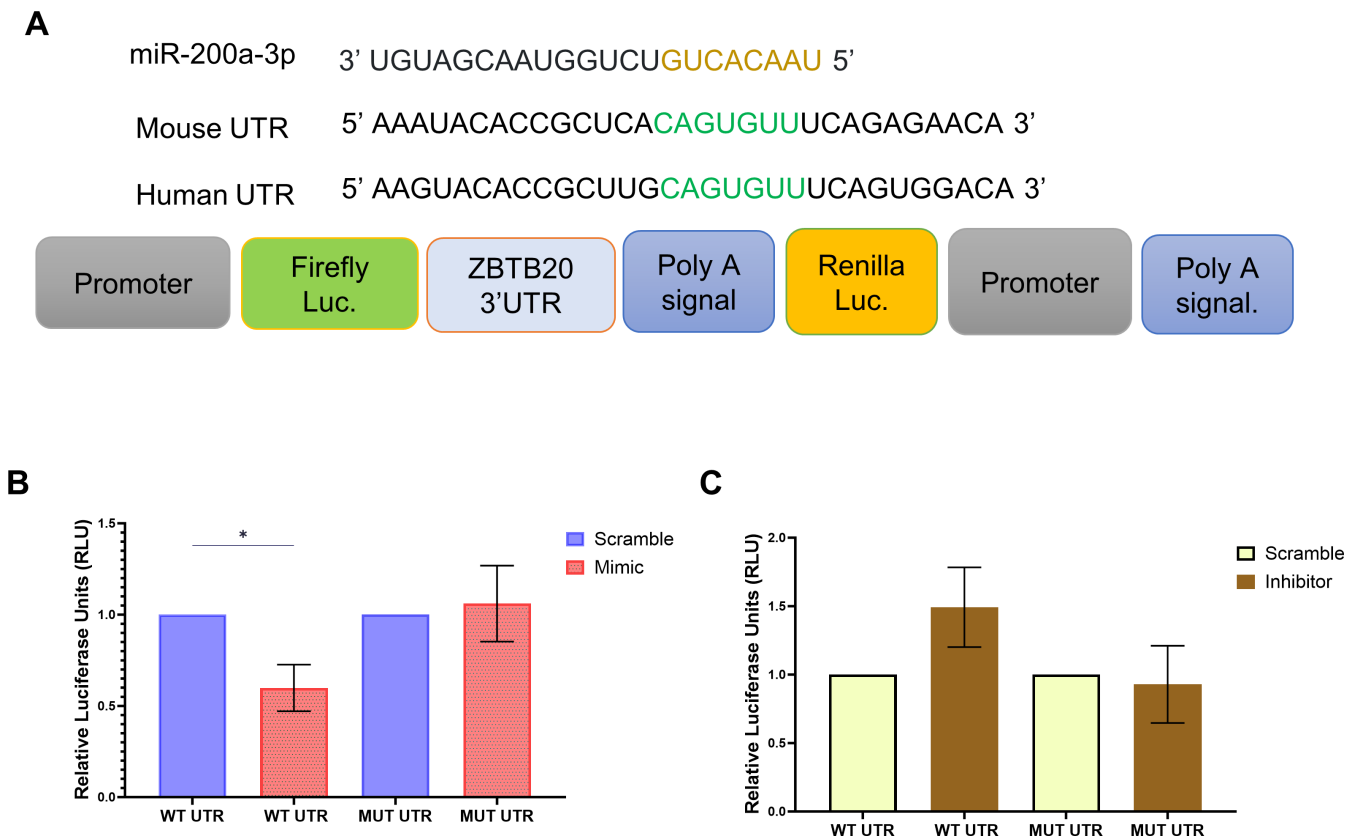 A
miR-200a-3p 3’ UGUAGCAAUGGUCUGUCACAAU 5’
Mouse UTR 5’ AAAUACACCGCUCACAGUGUUUCAGAGAACA 3’
Human UTR 5’ AAGUACACCGCUUGCAGUGUUUCAGUGGACA 3’
Promoter
Firefly
Luc.
ZBTB20
3’UTR
Poly A
signal
Renilla
Luc.
Promoter
Poly A
signal.
B
Relative Luciferase Units (RLU)
1.5
1.0
0.5
0.0
*
WT UTR WT UTR MUT UTR MUT UTR
Scramble
Mimic
C
Relative Luciferase Units (RLU)
2.0
1.5
1.0
0.5
0.0
WT UTR WT UTR MUT UTR MUT UTR
Scramble
Inhibitor